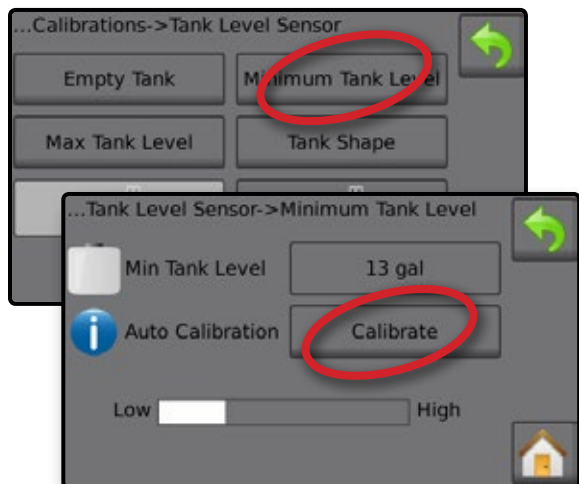 ...Calibrations->Tank Level Sensor
Empty Tank
Minimum Tank Level
Max Tank Level
Tank Shape
...Tank Level Sensor->Minimum Tank Level
Min Tank Level
13 gal
Auto Calibration
Calibrate
Low
High